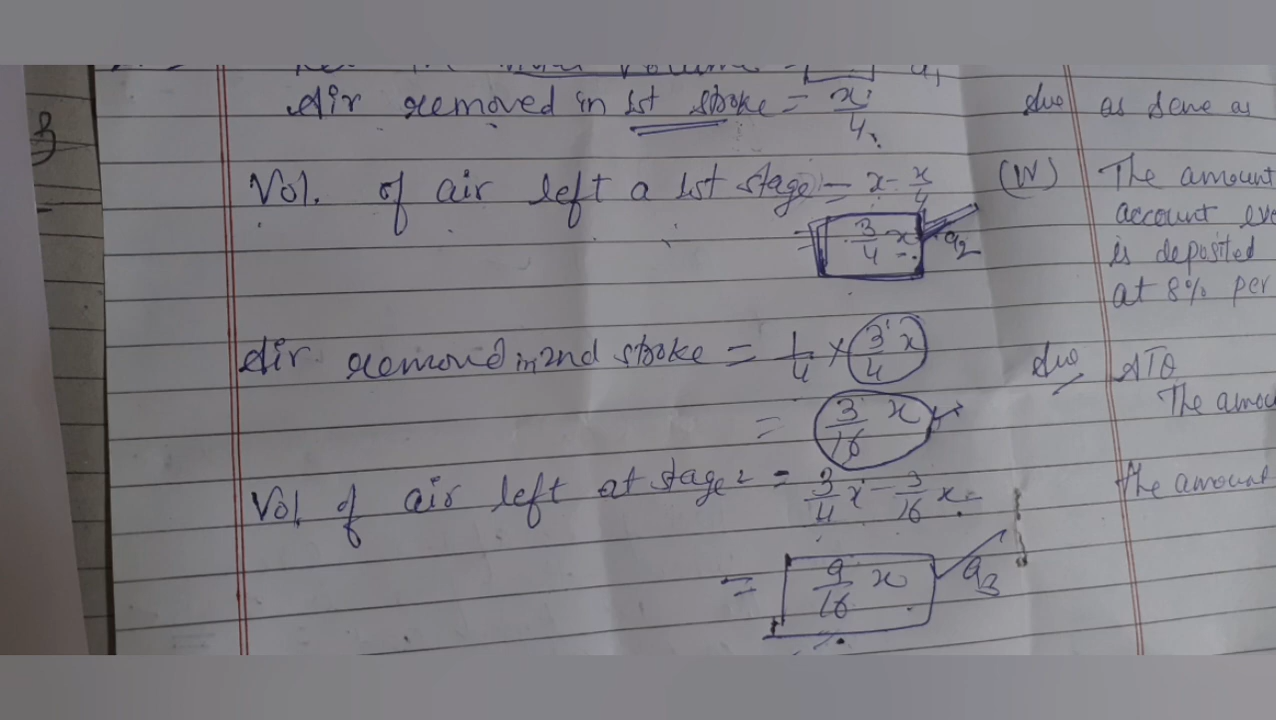 Air removed in 1st stroke = x/4
Vol. of air left a 1st stage = x - x/4
= 3/4 x a2
Air removed in 2nd stroke = 1/4 × 3/4 x
= 3/16 x
Vol. of air left at stage 2 = 3/4 x - 3/16 x =
= 9/16 x a3
3
as same as
(iv) The amount
account
is deposited
at 8% per
ATQ
The amou
the amount